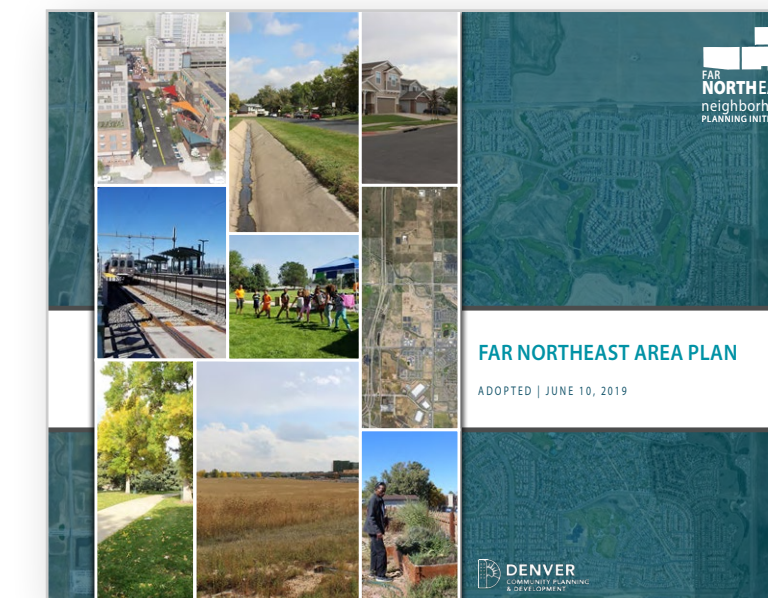 FAR
NORTHEA
neighborh
PLANNING INITI
FAR NORTHEAST AREA PLAN
ADOPTED | JUNE 10, 2019
DENVER
COMMUNITY PLANNING
& DEVELOPMENT